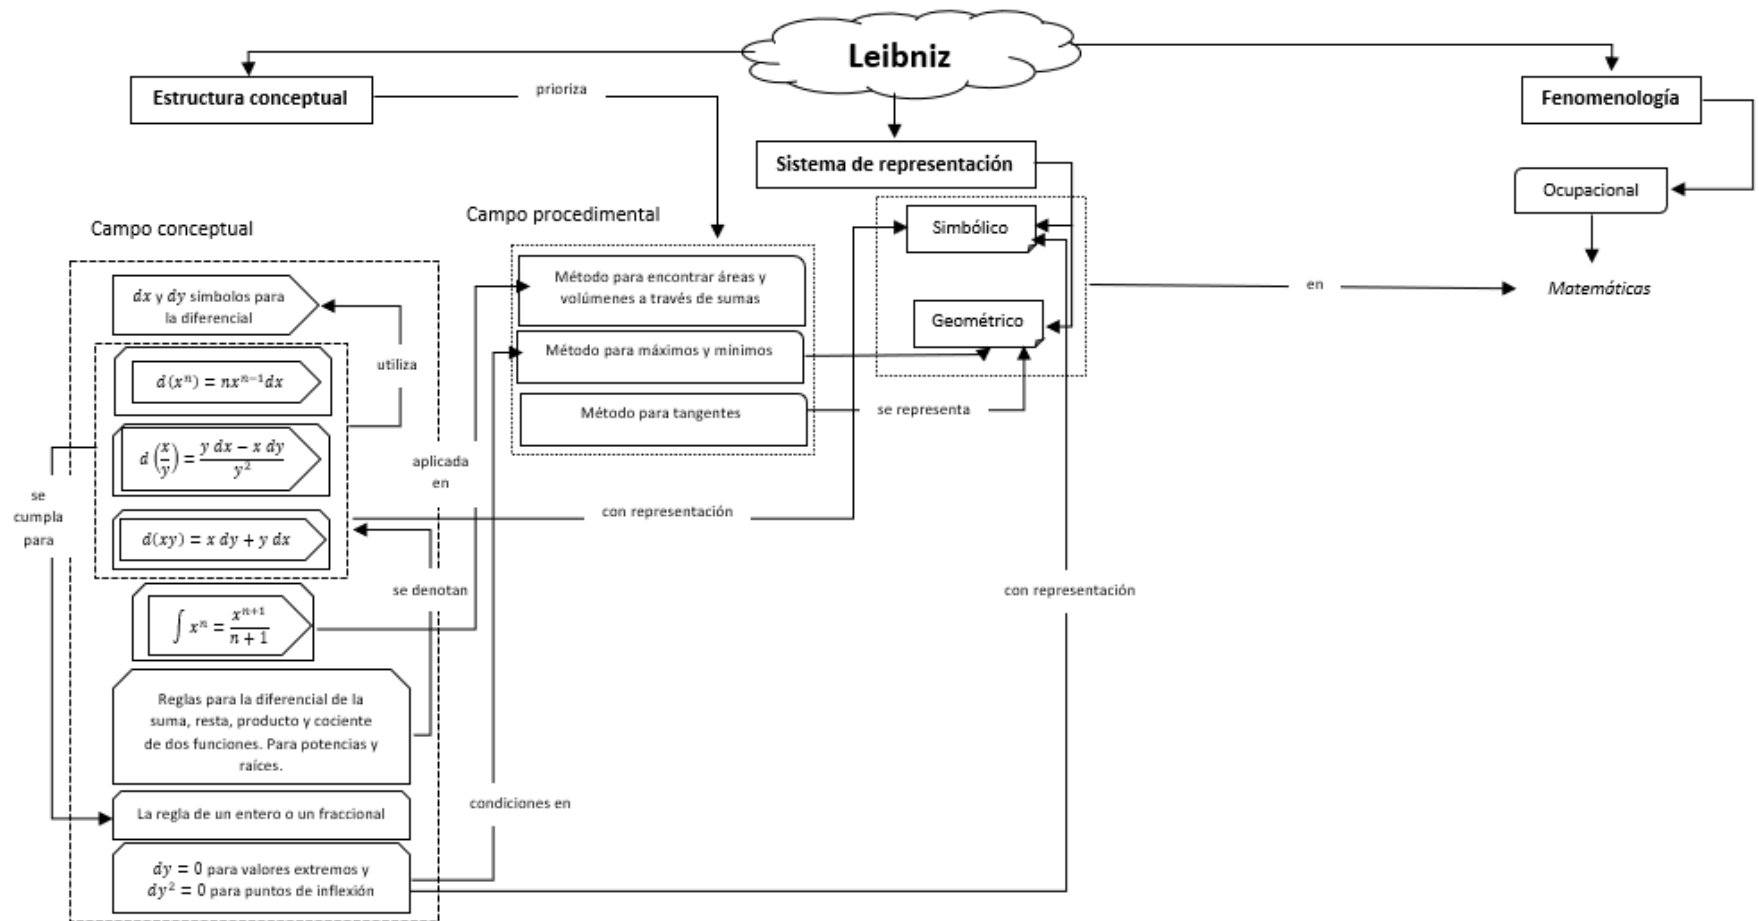 Leibniz
Estructura conceptual
prioriza
Fenomenología
Sistema de representación
Ocupacional
Campo procedimental
Campo conceptual
Simbólico
Método para encontrar áreas y
volúmenes a través de sumas
dx y dy símbolos para
la diferencial
en
Matemáticas
Geométrico
Método para máximos y mínimos
utiliza
d(xⁿ) = nxⁿ⁻¹dx
Método para tangentes
se representa
d(x/y) = (y dx − x dy)/y²
aplicada
en
se
cumpla
para
con representación
d(xy) = x dy + y dx
se denotan
con representación
∫ xⁿ = xⁿ⁺¹/(n + 1)
Reglas para la diferencial de la
suma, resta, producto y cociente
de dos funciones. Para potencias y
raíces.
condiciones en
La regla de un entero o un fraccional
dy = 0 para valores extremos y
dy² = 0 para puntos de inflexión